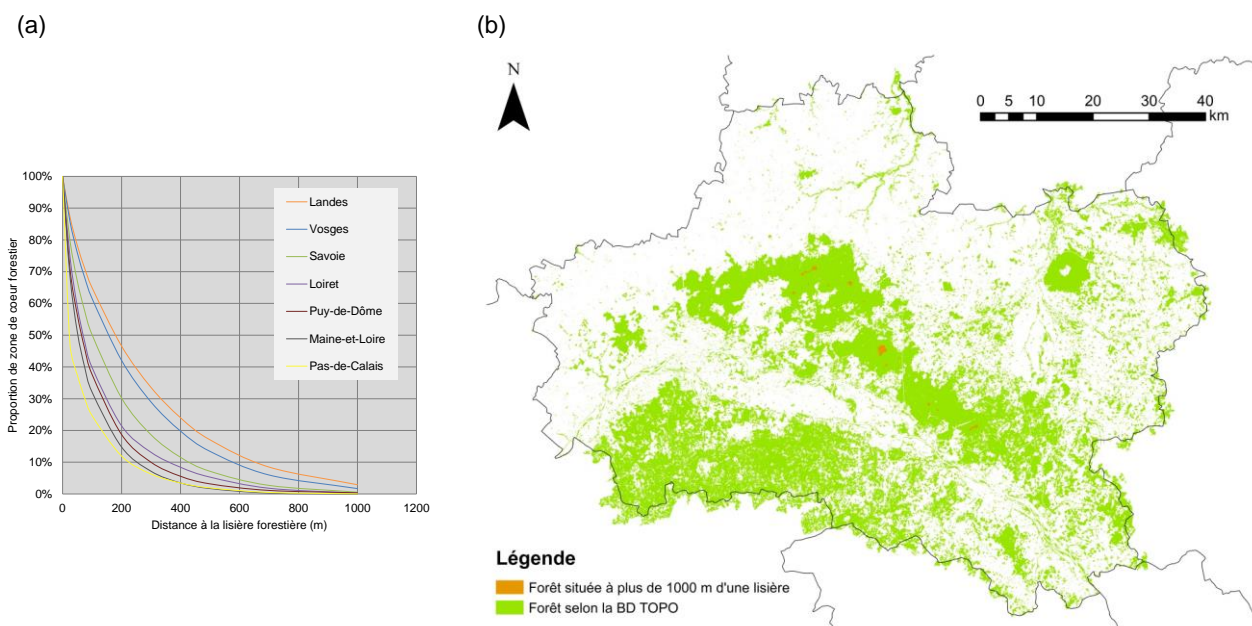 (a)
Proportion de zone de coeur forestier
100%
90%
80%
70%
60%
50%
40%
30%
20%
10%
0%
Landes
Vosges
Savoie
Loiret
Puy-de-Dôme
Maine-et-Loire
Pas-de-Calais
0 200 400 600 800 1000 1200
Distance à la lisière forestière (m)
(b)
N
0 5 10 20 30 40
km
Légende
Forêt située à plus de 1000 m d'une lisière
Forêt selon la BD TOPO